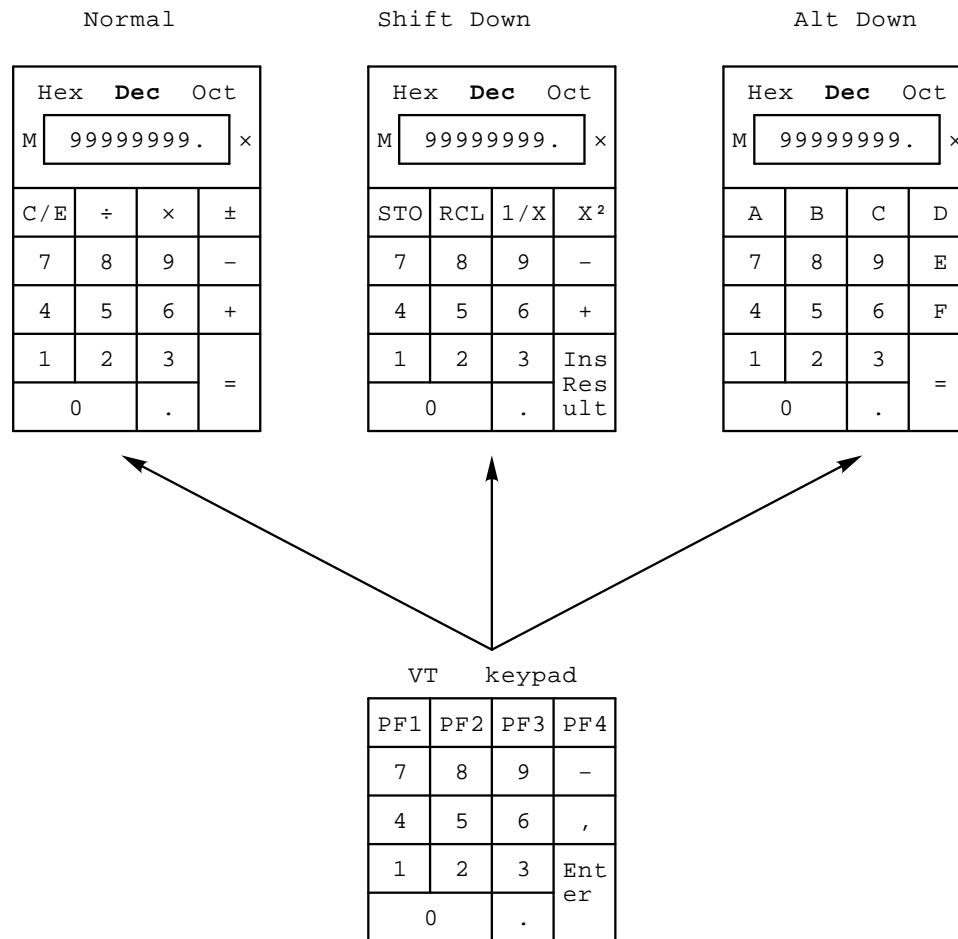 Normal Shift Down Alt Down
Hex Dec Oct Hex Dec Oct Hex Dec Oct
M 99999999. × M 99999999. × M 99999999. ×
C/E ÷ × ± STO RCL 1/X X² A B C D
7 8 9 − 7 8 9 − 7 8 9 E
4 5 6 + 4 5 6 + 4 5 6 F
1 2 3 1 2 3 Ins 1 2 3
= Res =
0 . 0 . ult 0 .
VT keypad
PF1 PF2 PF3 PF4
7 8 9 −
4 5 6 ,
1 2 3 Ent
er
0 .